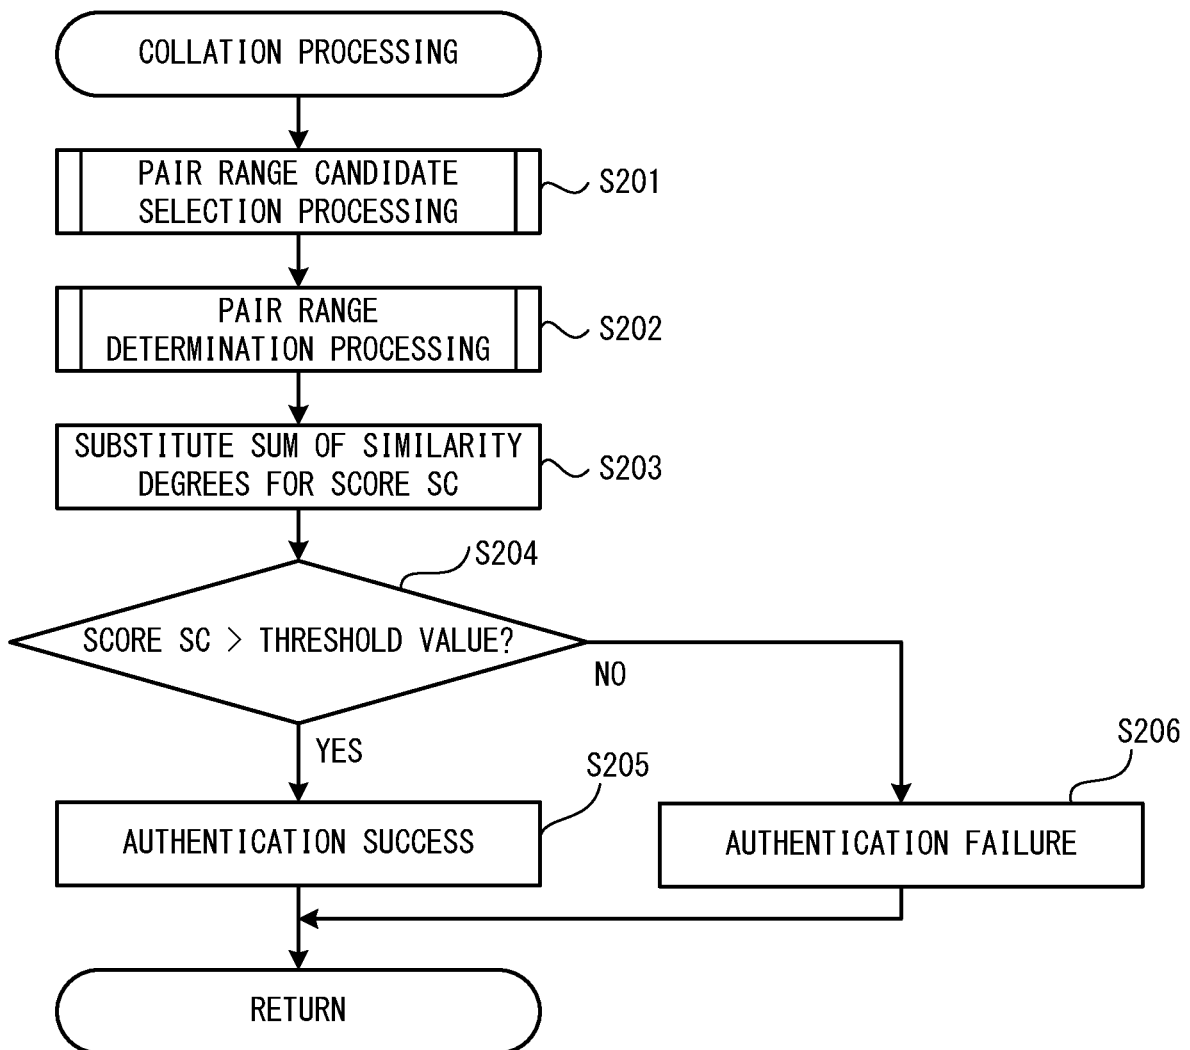 COLLATION PROCESSING
PAIR RANGE CANDIDATE
SELECTION PROCESSING
S201
PAIR RANGE
DETERMINATION PROCESSING
S202
SUBSTITUTE SUM OF SIMILARITY
DEGREES FOR SCORE SC
S203
S204
SCORE SC > THRESHOLD VALUE?
NO
YES
S205
S206
AUTHENTICATION SUCCESS
AUTHENTICATION FAILURE
RETURN